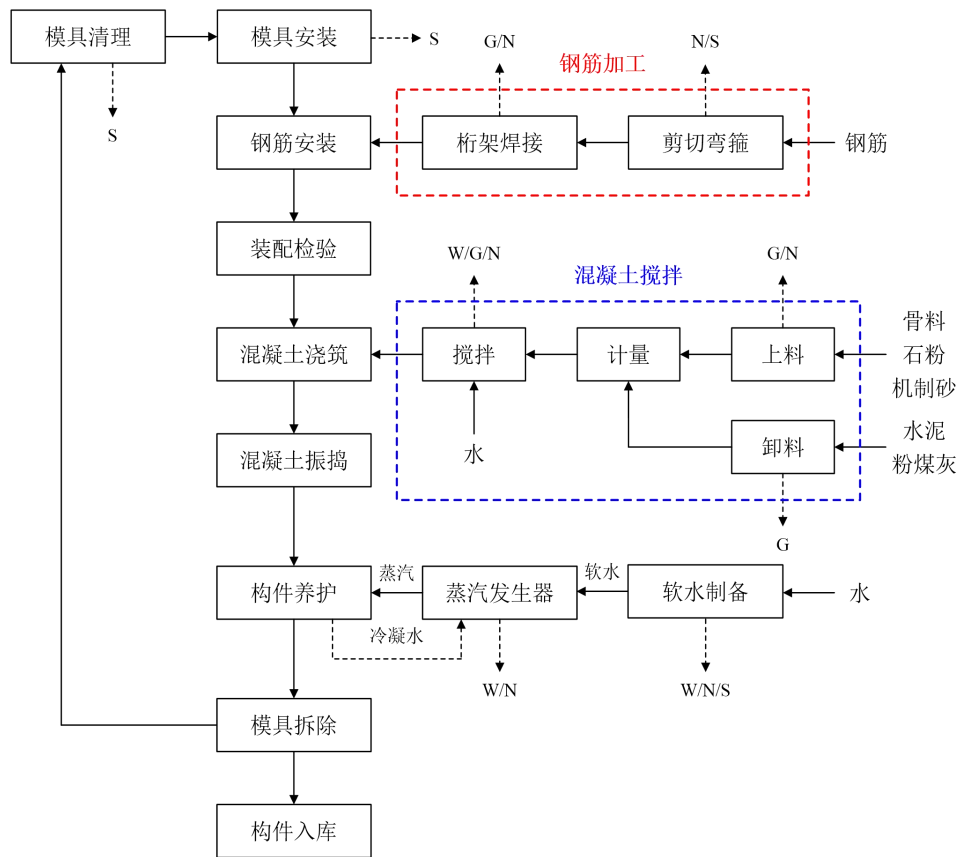 模具清理
模具安装
S
S
G/N
N/S
钢筋加工
钢筋安装
桁架焊接
剪切弯箍
钢筋
装配检验
W/G/N
G/N
混凝土搅拌
混凝土浇筑
搅拌
计量
上料
骨料
石粉
机制砂
水
卸料
水泥
粉煤灰
混凝土振捣
G
构件养护
蒸汽
蒸汽发生器
软水
软水制备
水
冷凝水
W/N
W/N/S
模具拆除
构件入库